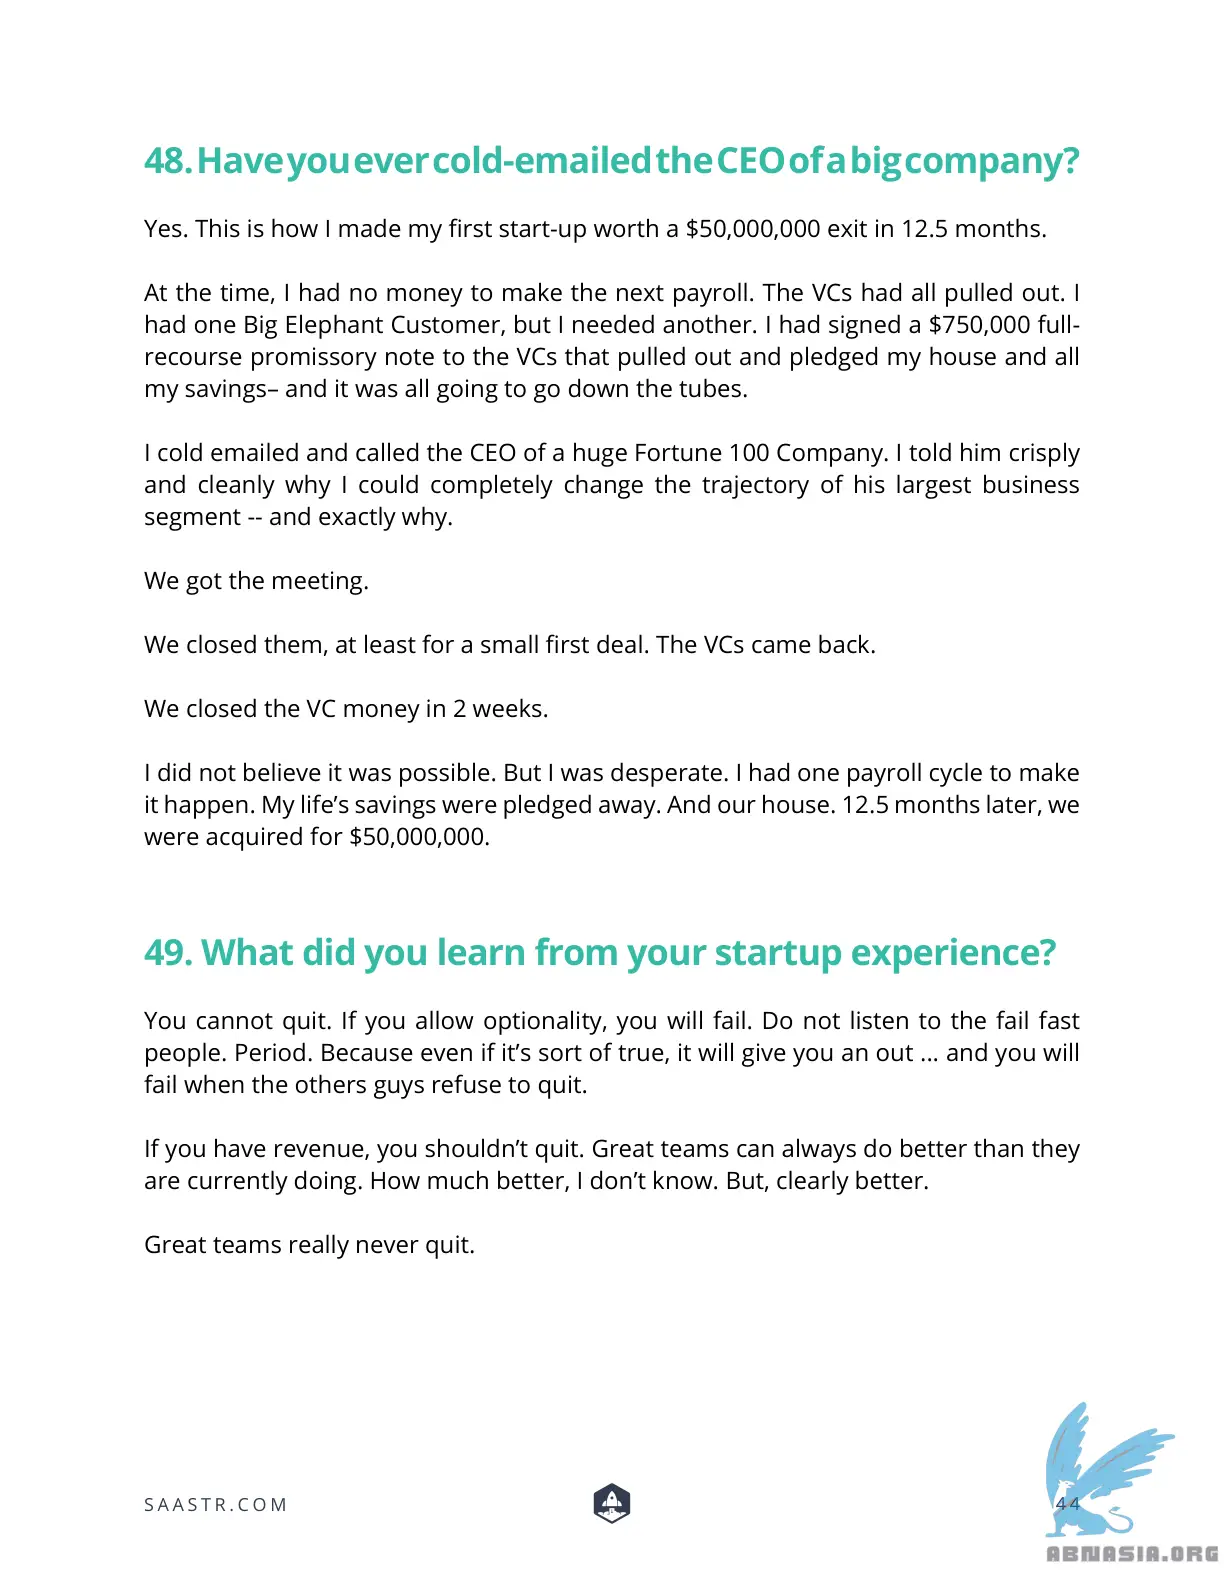 48. Have you ever cold-emailed the CEO of a big company?
Yes. This is how I made my first start-up worth a $50,000,000 exit in 12.5 months.
At the time, I had no money to make the next payroll. The VCs had all pulled out. I
had one Big Elephant Customer, but I needed another. I had signed a $750,000 full-
recourse promissory note to the VCs that pulled out and pledged my house and all
my savings– and it was all going to go down the tubes.
I cold emailed and called the CEO of a huge Fortune 100 Company. I told him crisply
and cleanly why I could completely change the trajectory of his largest business
segment -- and exactly why.
We got the meeting.
We closed them, at least for a small first deal. The VCs came back.
We closed the VC money in 2 weeks.
I did not believe it was possible. But I was desperate. I had one payroll cycle to make
it happen. My life’s savings were pledged away. And our house. 12.5 months later, we
were acquired for $50,000,000.
49. What did you learn from your startup experience?
You cannot quit. If you allow optionality, you will fail. Do not listen to the fail fast
people. Period. Because even if it’s sort of true, it will give you an out ... and you will
fail when the others guys refuse to quit.
If you have revenue, you shouldn’t quit. Great teams can always do better than they
are currently doing. How much better, I don’t know. But, clearly better.
Great teams really never quit.
SAASTR.COM
44
ABNASIA.ORG